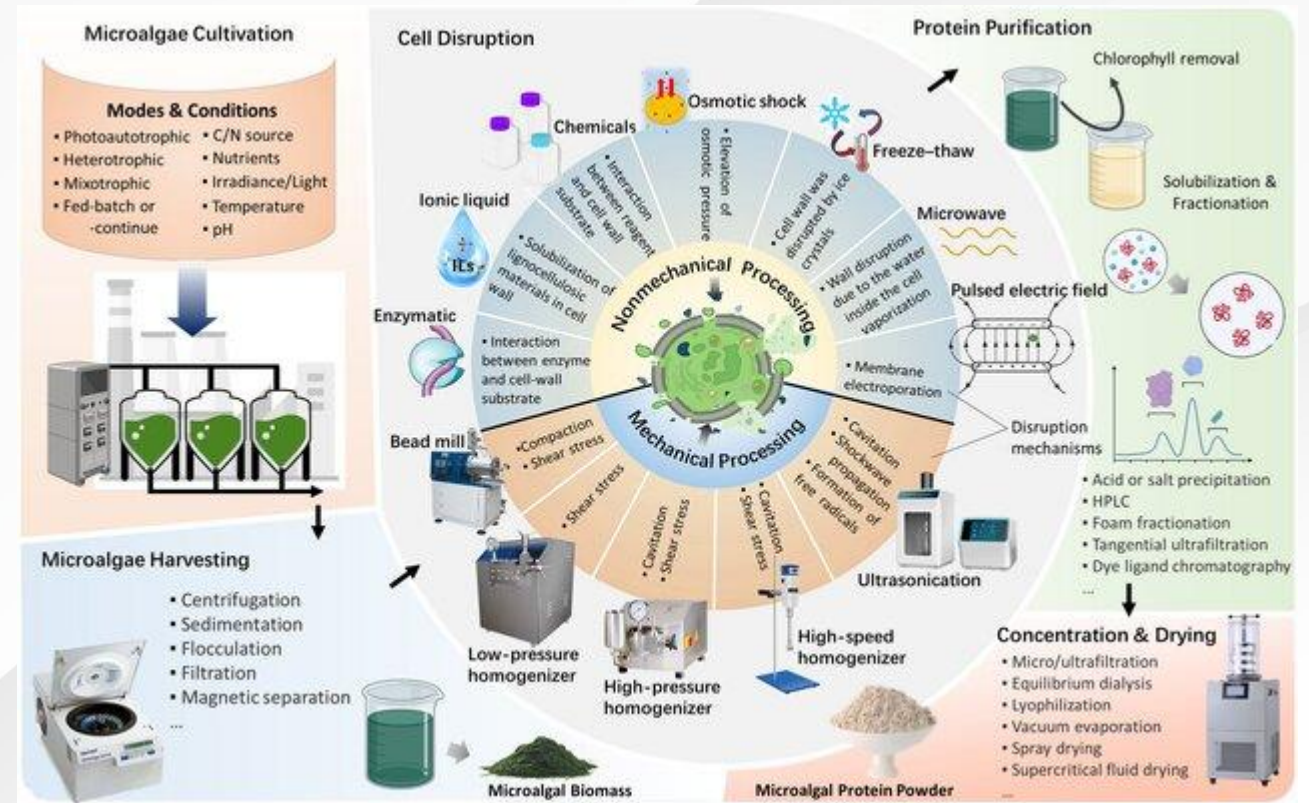 Microalgae Cultivation
Modes & Conditions
▪ Photoautotrophic
▪ Heterotrophic
▪ Mixotrophic
▪ Fed-batch or
-continue
▪ C/N source
▪ Nutrients
▪ Irradiance/Light
▪ Temperature
▪ pH
Microalgae Harvesting
▪ Centrifugation
▪ Sedimentation
▪ Flocculation
▪ Filtration
▪ Magnetic separation
...
Microalgal Biomass
Cell Disruption
Nonmechanical Processing
Enzymatic
• Interaction
between enzyme
and cell-wall
substrate
Ionic liquid
ILs
• Solubilization of
lignocellulosic
materials in cell
wall
Chemicals
• Interaction
between reagent
and cell wall
substrate
Osmotic shock
• Elevation of
osmotic pressure
Freeze–thaw
• Cell wall was
disrupted by ice
crystals
Microwave
• Wall disruption
due to the water
inside the cell
vaporization
Pulsed electric field
• Membrane
electroporation
Disruption
mechanisms
Mechanical Processing
Bead mill
•Compaction
• Shear stress
Low-pressure
homogenizer
• Shear stress
High-pressure
homogenizer
• Cavitation
• Shear stress
High-speed
homogenizer
• Cavitation
• Shear stress
Ultrasonication
• Cavitation
• Shockwave
propagation
• Formation of
free radicals
Protein Purification
Chlorophyll removal
Solubilization &
Fractionation
▪ Acid or salt precipitation
▪ HPLC
▪ Foam fractionation
▪ Tangential ultrafiltration
▪ Dye ligand chromatography
...
Concentration & Drying
▪ Micro/ultrafiltration
▪ Equilibrium dialysis
▪ Lyophilization
▪ Vacuum evaporation
▪ Spray drying
▪ Supercritical fluid drying
...
Microalgal Protein Powder